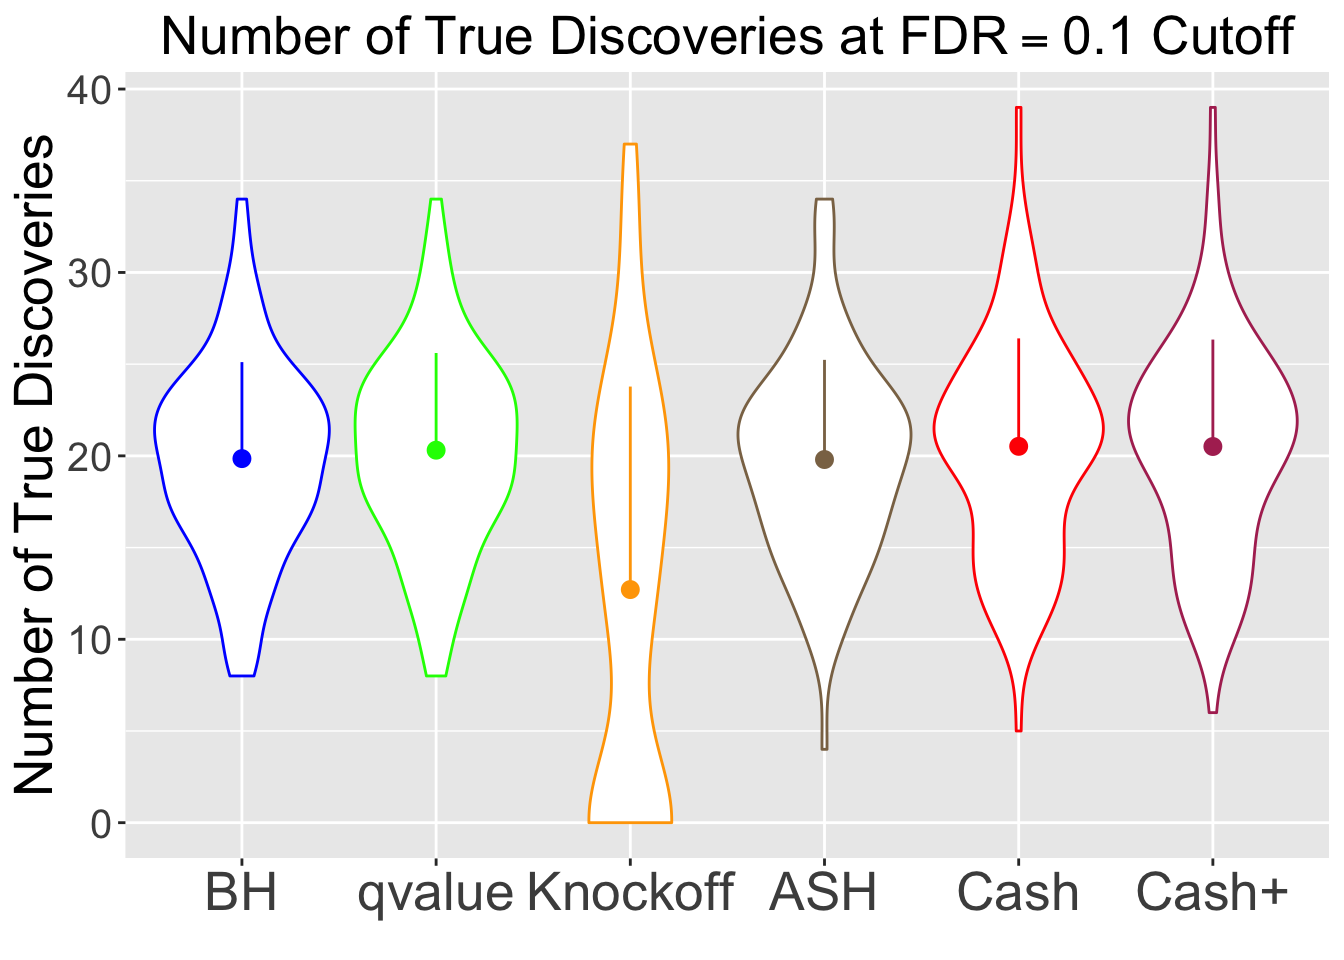 Number of True Discoveries at FDR = 0.1 Cutoff
Number of True Discoveries
40
30
20
10
0
BH qvalue Knockoff ASH Cash Cash+